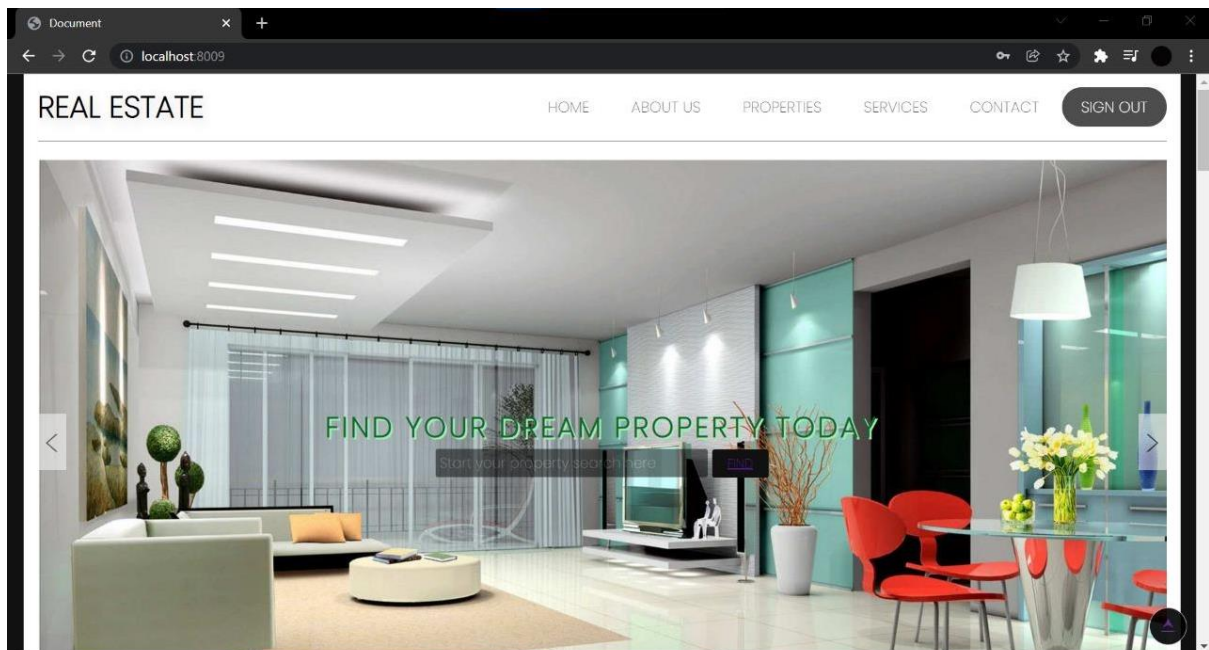 Document
localhost:8009
REAL ESTATE
HOME ABOUT US PROPERTIES SERVICES CONTACT SIGN OUT
FIND YOUR DREAM PROPERTY TODAY
Start your property search here FIND